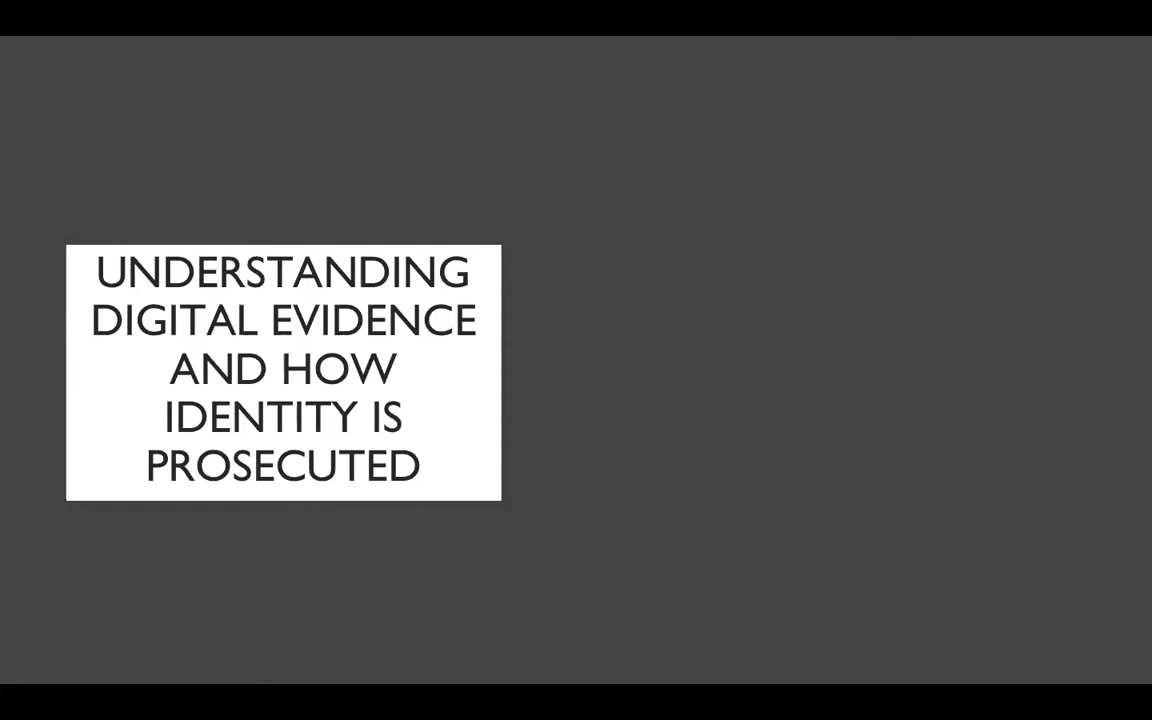 UNDERSTANDING
DIGITAL EVIDENCE
AND HOW
IDENTITY IS
PROSECUTED